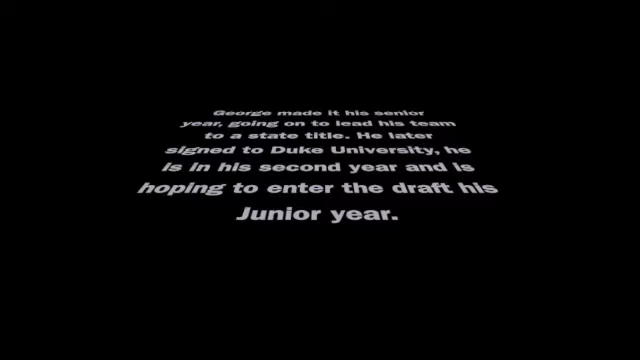 George made it his senior
year, going on to lead his team
to a state title. He later
signed to Duke University, he
is in his second year and is
hoping to enter the draft his
Junior year.